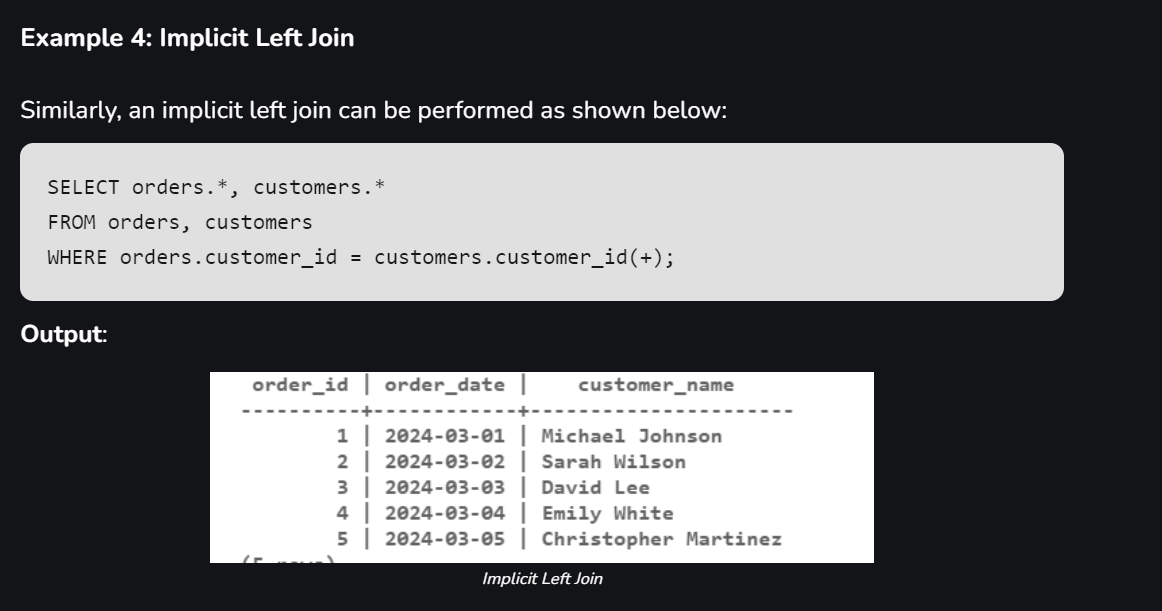 Example 4: Implicit Left Join
Similarly, an implicit left join can be performed as shown below:
SELECT orders.*, customers.*
FROM orders, customers
WHERE orders.customer_id = customers.customer_id(+);
Output:
order_id | order_date | customer_name
----------+------------+----------------------
1 | 2024-03-01 | Michael Johnson
2 | 2024-03-02 | Sarah Wilson
3 | 2024-03-03 | David Lee
4 | 2024-03-04 | Emily White
5 | 2024-03-05 | Christopher Martinez
Implicit Left Join